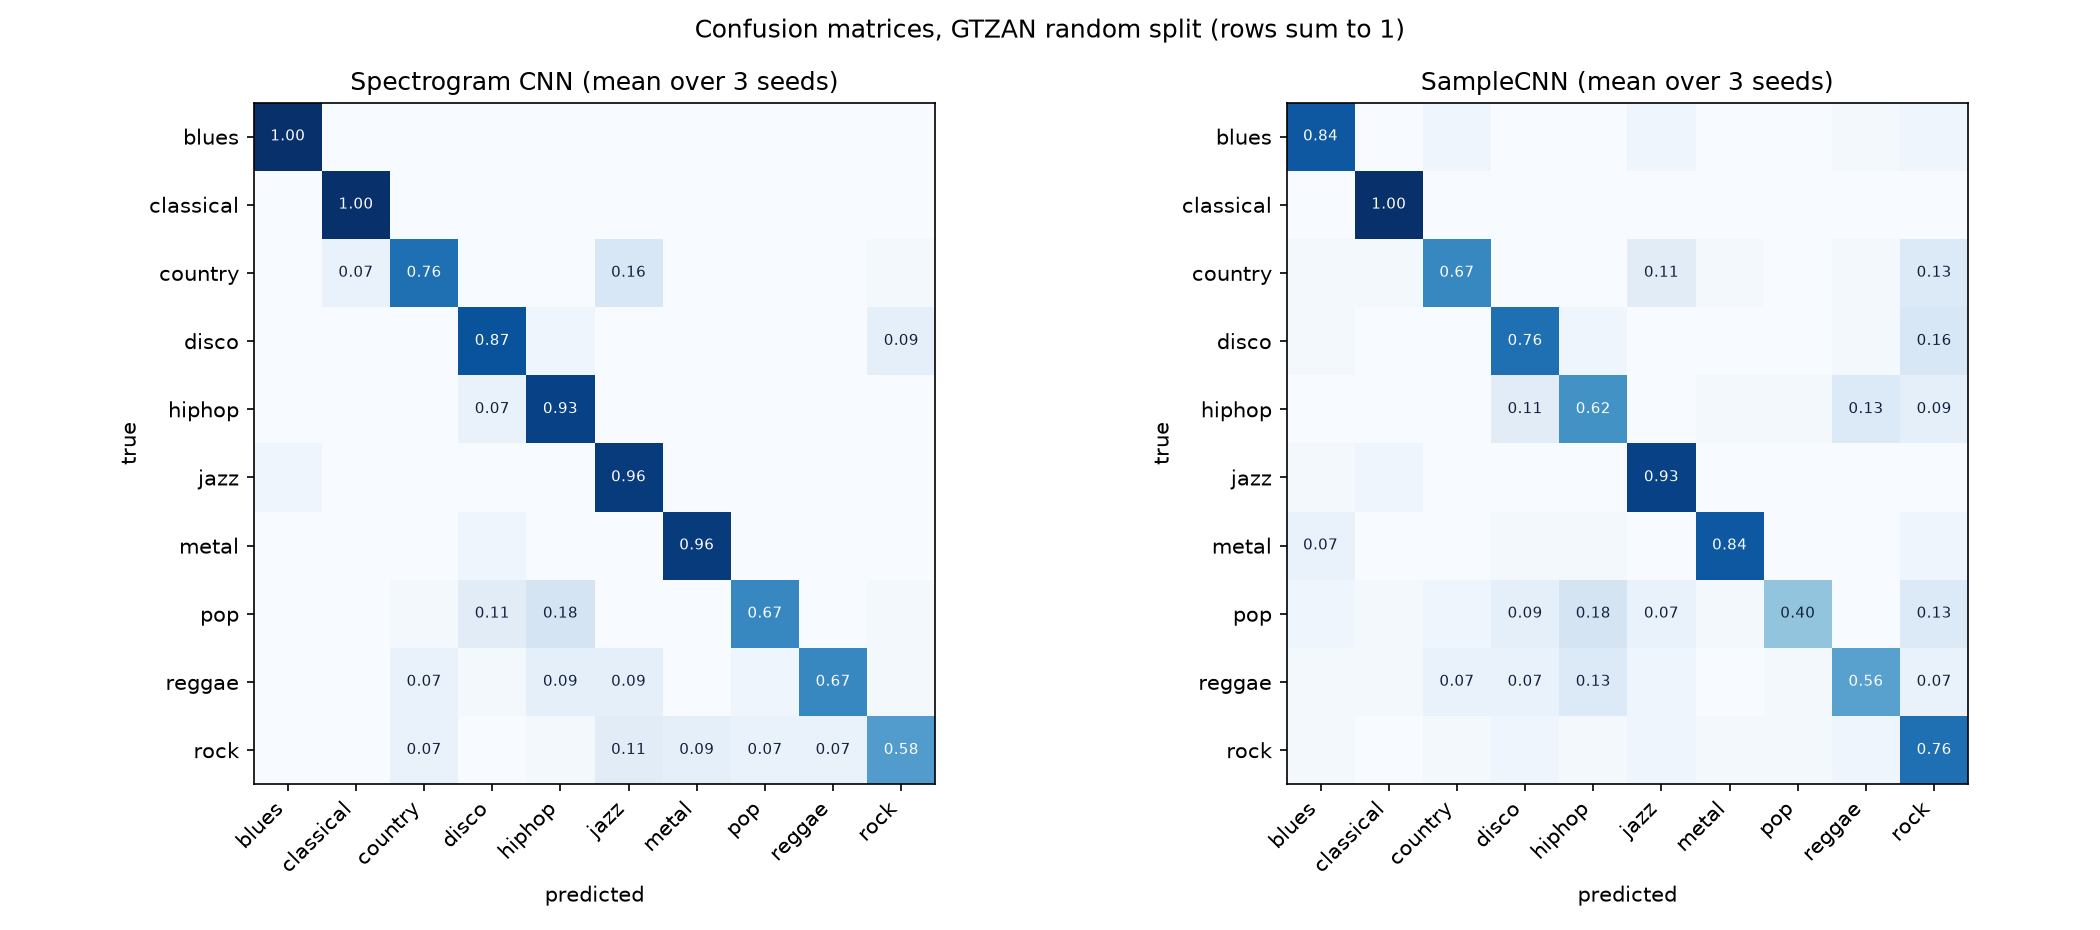 Confusion matrices, GTZAN random split (rows sum to 1)
Spectrogram CNN (mean over 3 seeds)
true
blues 1.00
classical 1.00
country 0.07 0.76 0.16
disco 0.87 0.09
hiphop 0.07 0.93
jazz 0.96
metal 0.96
pop 0.11 0.18 0.67
reggae 0.07 0.09 0.09 0.67
rock 0.07 0.11 0.09 0.07 0.07 0.58
blues classical country disco hiphop jazz metal pop reggae rock
predicted
SampleCNN (mean over 3 seeds)
true
blues 0.84
classical 1.00
country 0.67 0.11 0.13
disco 0.76 0.16
hiphop 0.11 0.62 0.13 0.09
jazz 0.93
metal 0.07 0.84
pop 0.09 0.18 0.07 0.40 0.13
reggae 0.07 0.07 0.13 0.56 0.07
rock 0.76
blues classical country disco hiphop jazz metal pop reggae rock
predicted